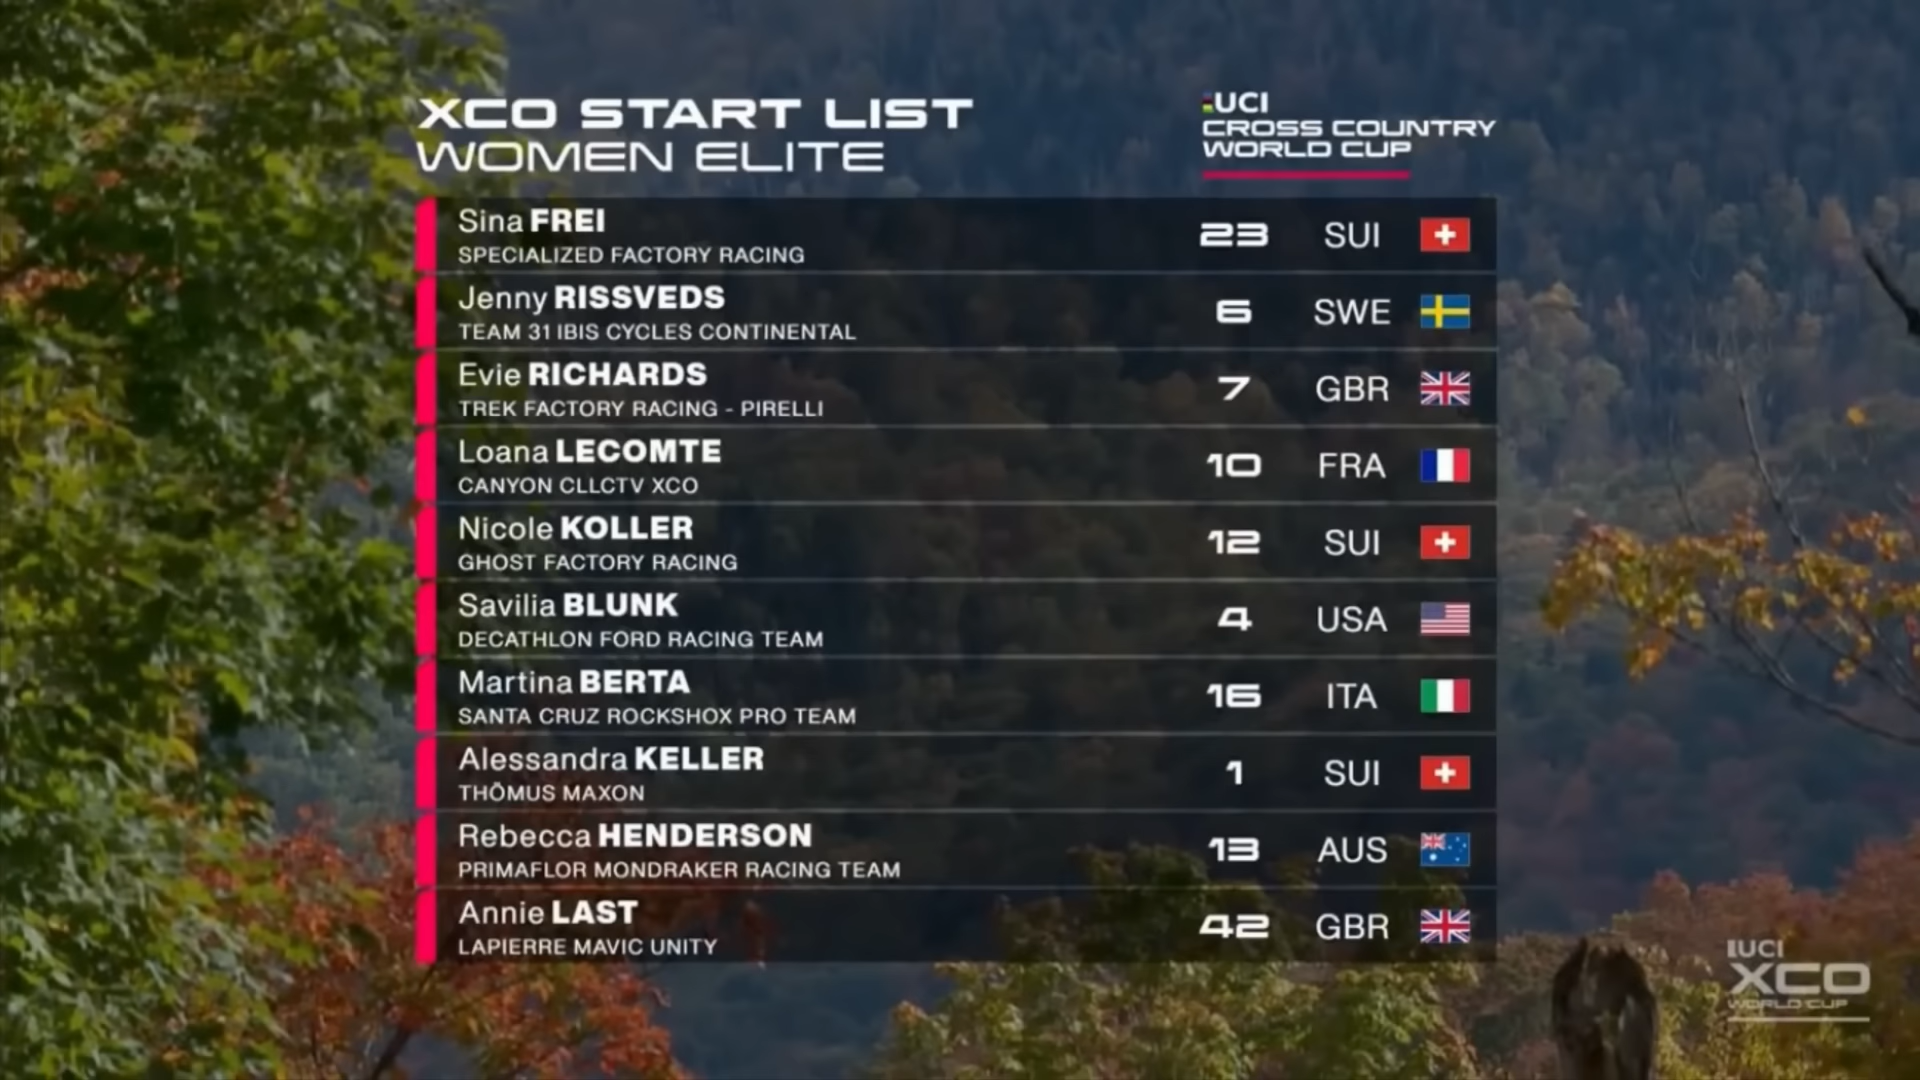 XCO START LIST
WOMEN ELITE
UCI
CROSS COUNTRY
WORLD CUP
Sina FREI 23 SUI
SPECIALIZED FACTORY RACING
Jenny RISSVEDS 6 SWE
TEAM 31 IBIS CYCLES CONTINENTAL
Evie RICHARDS 7 GBR
TREK FACTORY RACING - PIRELLI
Loana LECOMTE 10 FRA
CANYON CLLCTV XCO
Nicole KOLLER 12 SUI
GHOST FACTORY RACING
Savilia BLUNK 4 USA
DECATHLON FORD RACING TEAM
Martina BERTA 16 ITA
SANTA CRUZ ROCKSHOX PRO TEAM
Alessandra KELLER 1 SUI
THÖMUS MAXON
Rebecca HENDERSON 13 AUS
PRIMAFLOR MONDRAKER RACING TEAM
Annie LAST 42 GBR
LAPIERRE MAVIC UNITY
UCI
XCO
WORLD CUP